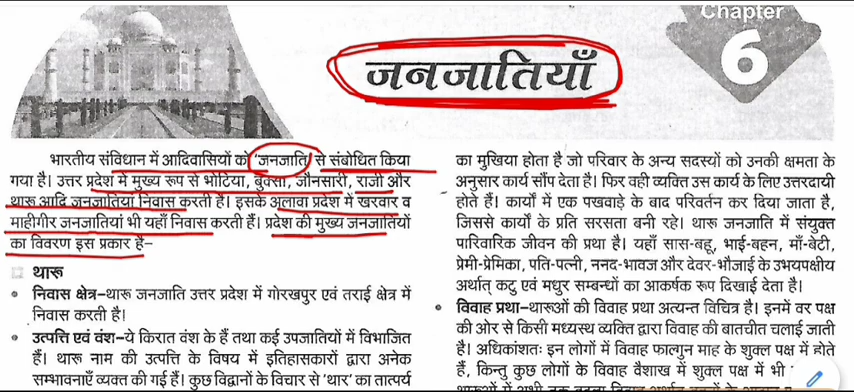 Chapter
6
जनजातियाँ
भारतीय संविधान में आदिवासियों को 'जनजाति' से संबोधित किया
गया है। उत्तर प्रदेश में मुख्य रूप से भोटिया, बुक्सा, जौनसारी, राजी और
थारू आदि जनजातियां निवास करती हैं। इसके अलावा प्रदेश में खरवार व
माहीगीर जनजातियां भी यहाँ निवास करती हैं। प्रदेश की मुख्य जनजातियों
का विवरण इस प्रकार है–
थारू
• निवास क्षेत्र–थारू जनजाति उत्तर प्रदेश में गोरखपुर एवं तराई क्षेत्र में
निवास करती है।
• उत्पत्ति एवं वंश–ये किरात वंश के हैं तथा कई उपजातियों में विभाजित
हैं। थारू नाम की उत्पत्ति के विषय में इतिहासकारों द्वारा अनेक
सम्भावनाएँ व्यक्त की गई हैं। कुछ विद्वानों के विचार से 'थार' का तात्पर्य
का मुखिया होता है जो परिवार के अन्य सदस्यों को उनकी क्षमता के
अनुसार कार्य सौंप देता है। फिर वही व्यक्ति उस कार्य के लिए उत्तरदायी
होते हैं। कार्यों में एक पखवाड़े के बाद परिवर्तन कर दिया जाता है,
जिससे कार्यों के प्रति सरसता बनी रहे। थारू जनजाति में संयुक्त
पारिवारिक जीवन की प्रथा है। यहाँ सास-बहू, भाई-बहन, माँ-बेटी,
प्रेमी-प्रेमिका, पति-पत्नी, ननद-भावज और देवर-भौजाई के उभयपक्षीय
अर्थात् कटु एवं मधुर सम्बन्धों का आकर्षक रूप दिखाई देता है।
• विवाह प्रथा–थारूओं की विवाह प्रथा अत्यन्त विचित्र है। इनमें वर पक्ष
की ओर से किसी मध्यस्थ व्यक्ति द्वारा विवाह की बातचीत चलाई जाती
है। अधिकांशतः इन लोगों में विवाह फाल्गुन माह के शुक्ल पक्ष में होते
हैं, किन्तु कुछ लोगों के विवाह वैशाख में शुक्ल पक्ष में भी